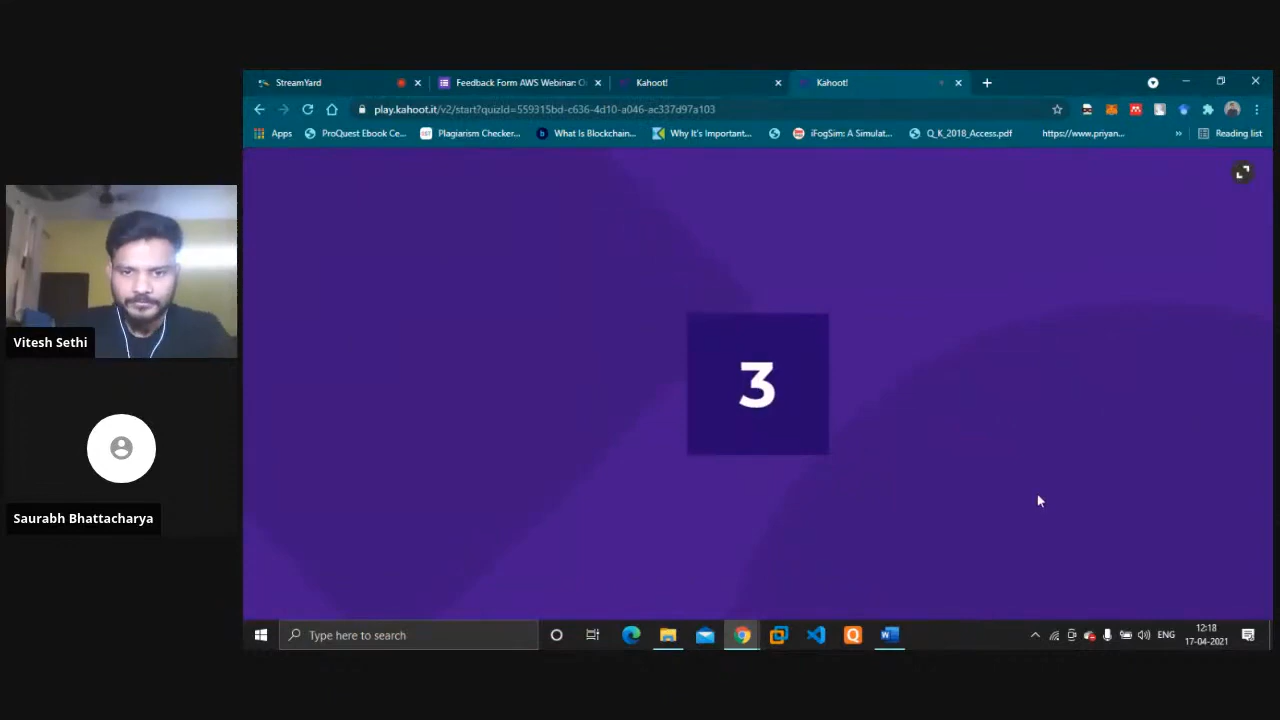 StreamYard
Feedback Form AWS Webinar: O
Kahoot!
Kahoot!
play.kahoot.it/v2/start?quizId=559315bd-c636-4d10-a046-ac337d97a103
Apps
ProQuest Ebook Ce...
Plagiarism Checker...
What Is Blockchain...
Why It's Important...
iFogSim: A Simulat...
Q_K_2018_Access.pdf
https://www.priyan...
»
Reading list
3
Vitesh Sethi
Saurabh Bhattacharya
Type here to search
ENG
12:18
17-04-2021